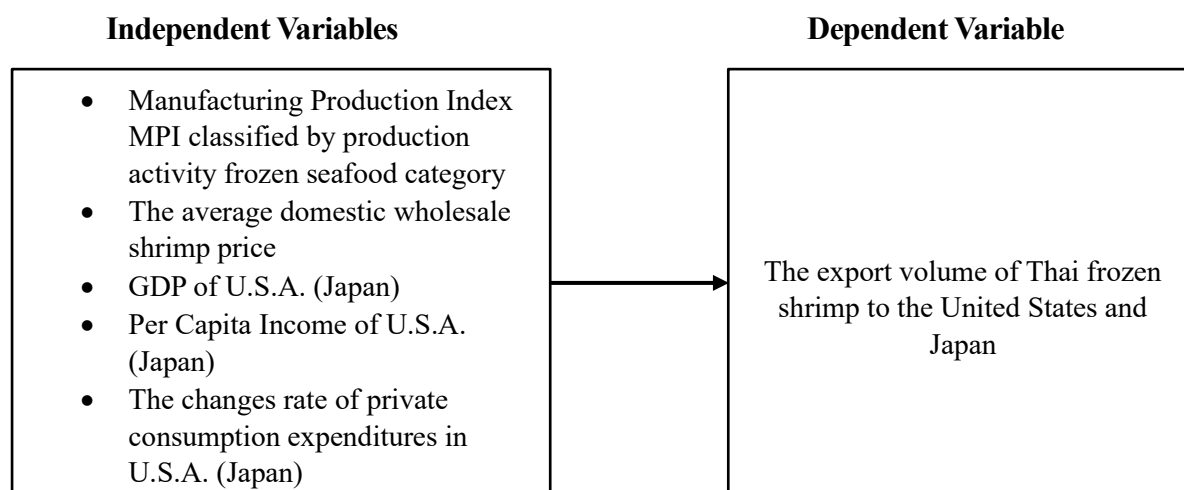 Independent Variables
Dependent Variable
• Manufacturing Production Index
MPI classified by production
activity frozen seafood category
• The average domestic wholesale
shrimp price
• GDP of U.S.A. (Japan)
• Per Capita Income of U.S.A.
(Japan)
• The changes rate of private
consumption expenditures in
U.S.A. (Japan)
The export volume of Thai frozen
shrimp to the United States and
Japan